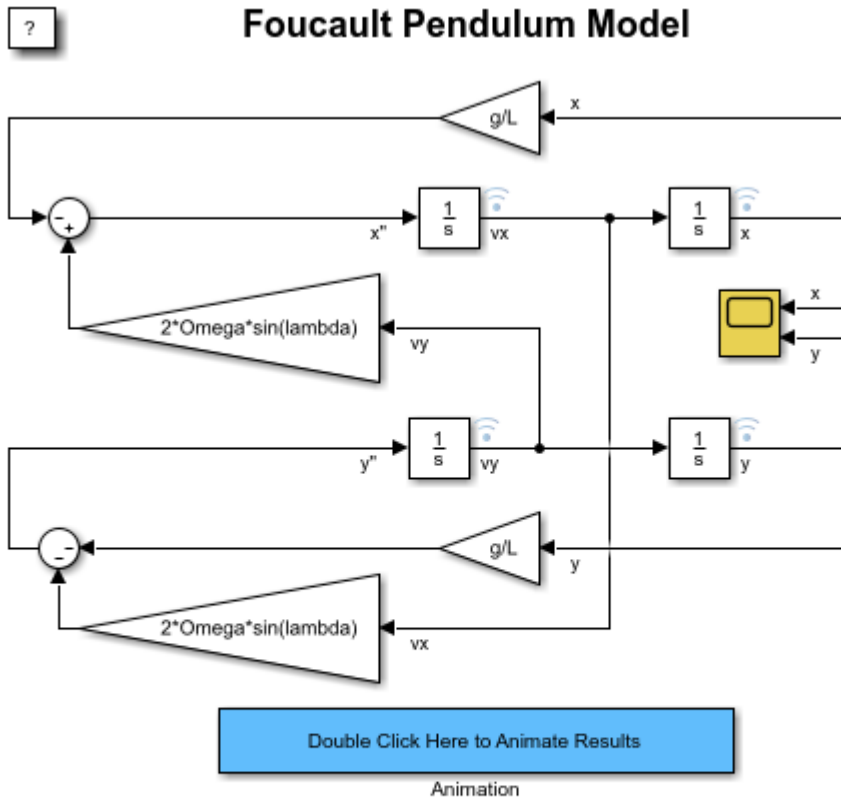 ?
Foucault Pendulum Model
g/L
x
-
+
x"
1
s
vx
1
s
x
2*Omega*sin(lambda)
vy
x
y
y"
1
s
vy
1
s
y
-
-
g/L
y
2*Omega*sin(lambda)
vx
Double Click Here to Animate Results
Animation